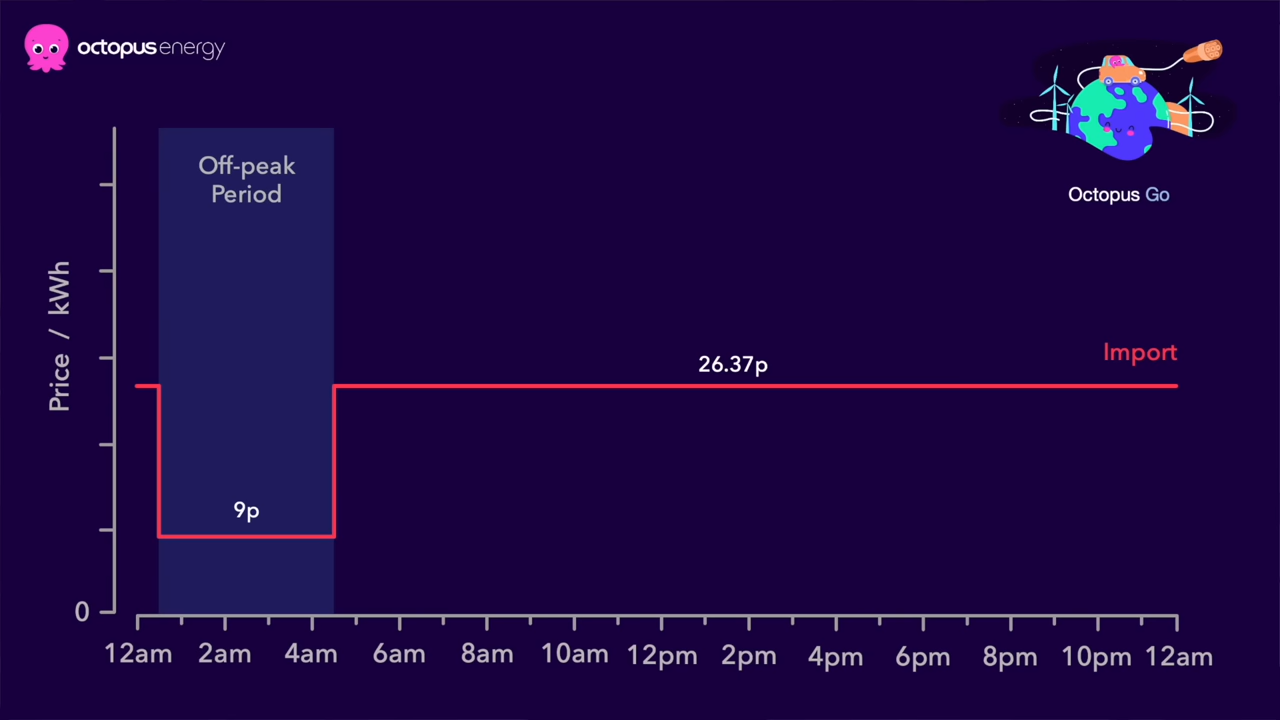 octopus energy
Off-peak
Period
Octopus Go
Price / kWh
Import
26.37p
9p
0
12am 2am 4am 6am 8am 10am 12pm 2pm 4pm 6pm 8pm 10pm 12am